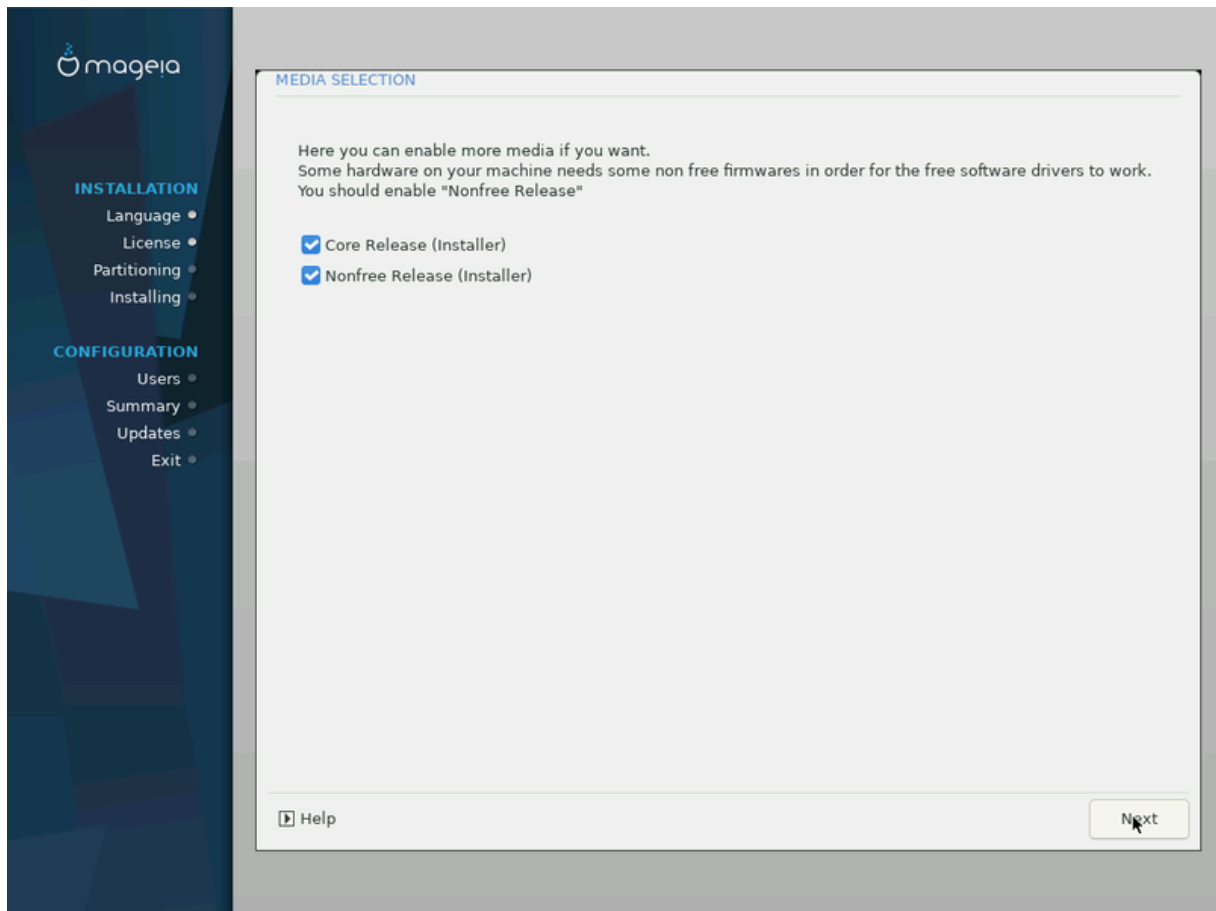 mageia
INSTALLATION
Language
License
Partitioning
Installing
CONFIGURATION
Users
Summary
Updates
Exit
MEDIA SELECTION
Here you can enable more media if you want.
Some hardware on your machine needs some non free firmwares in order for the free software drivers to work.
You should enable "Nonfree Release"
Core Release (Installer)
Nonfree Release (Installer)
Help
Next